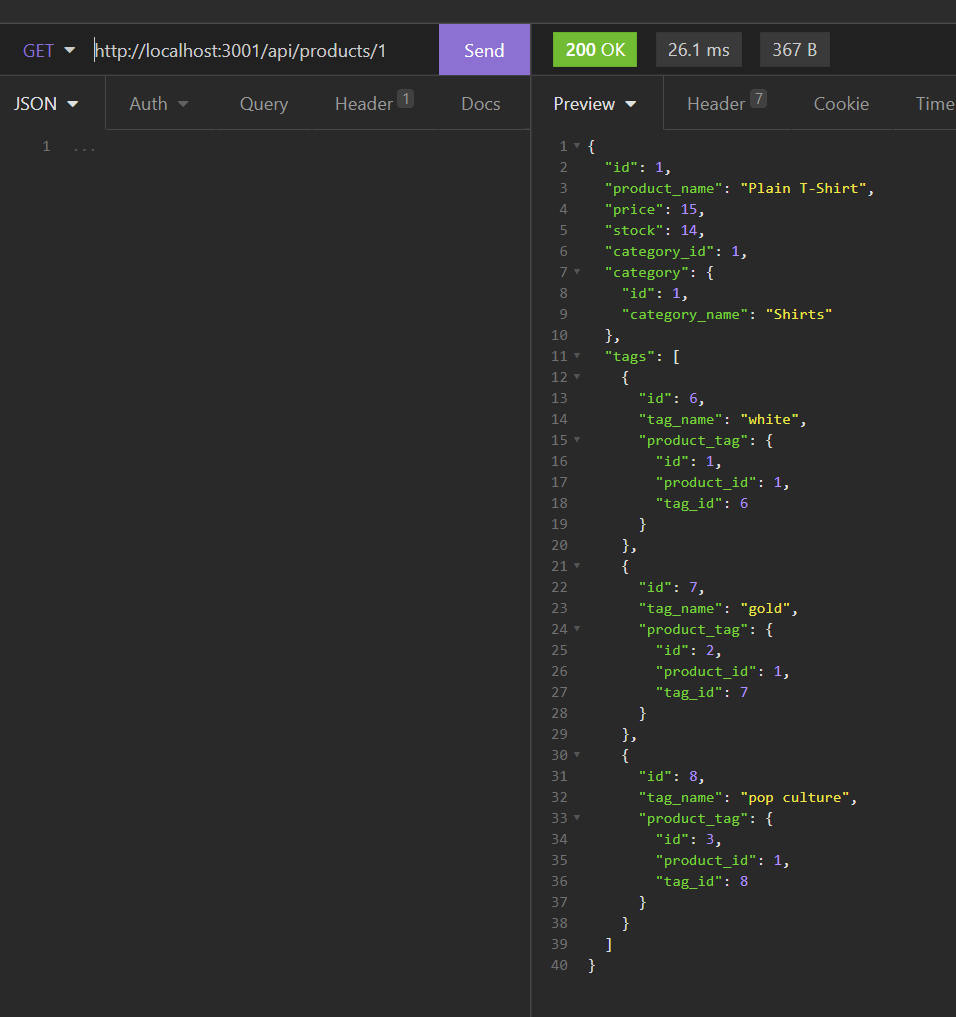 GET http://localhost:3001/api/products/1 Send 200 OK 26.1 ms 367 B
JSON Auth Query Header 1 Docs Preview Header 7 Cookie Time
1 ...
1 {
2 "id": 1,
3 "product_name": "Plain T-Shirt",
4 "price": 15,
5 "stock": 14,
6 "category_id": 1,
7 "category": {
8 "id": 1,
9 "category_name": "Shirts"
10 },
11 "tags": [
12 {
13 "id": 6,
14 "tag_name": "white",
15 "product_tag": {
16 "id": 1,
17 "product_id": 1,
18 "tag_id": 6
19 }
20 },
21 {
22 "id": 7,
23 "tag_name": "gold",
24 "product_tag": {
25 "id": 2,
26 "product_id": 1,
27 "tag_id": 7
28 }
29 },
30 {
31 "id": 8,
32 "tag_name": "pop culture",
33 "product_tag": {
34 "id": 3,
35 "product_id": 1,
36 "tag_id": 8
37 }
38 }
39 ]
40 }